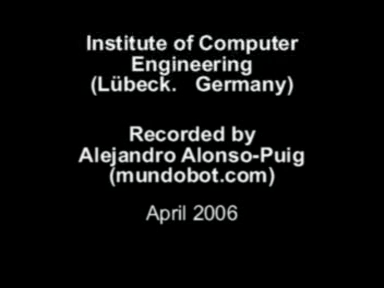 Institute of Computer
Engineering
(Lübeck. Germany)
Recorded by
Alejandro Alonso-Puig
(mundobot.com)
April 2006